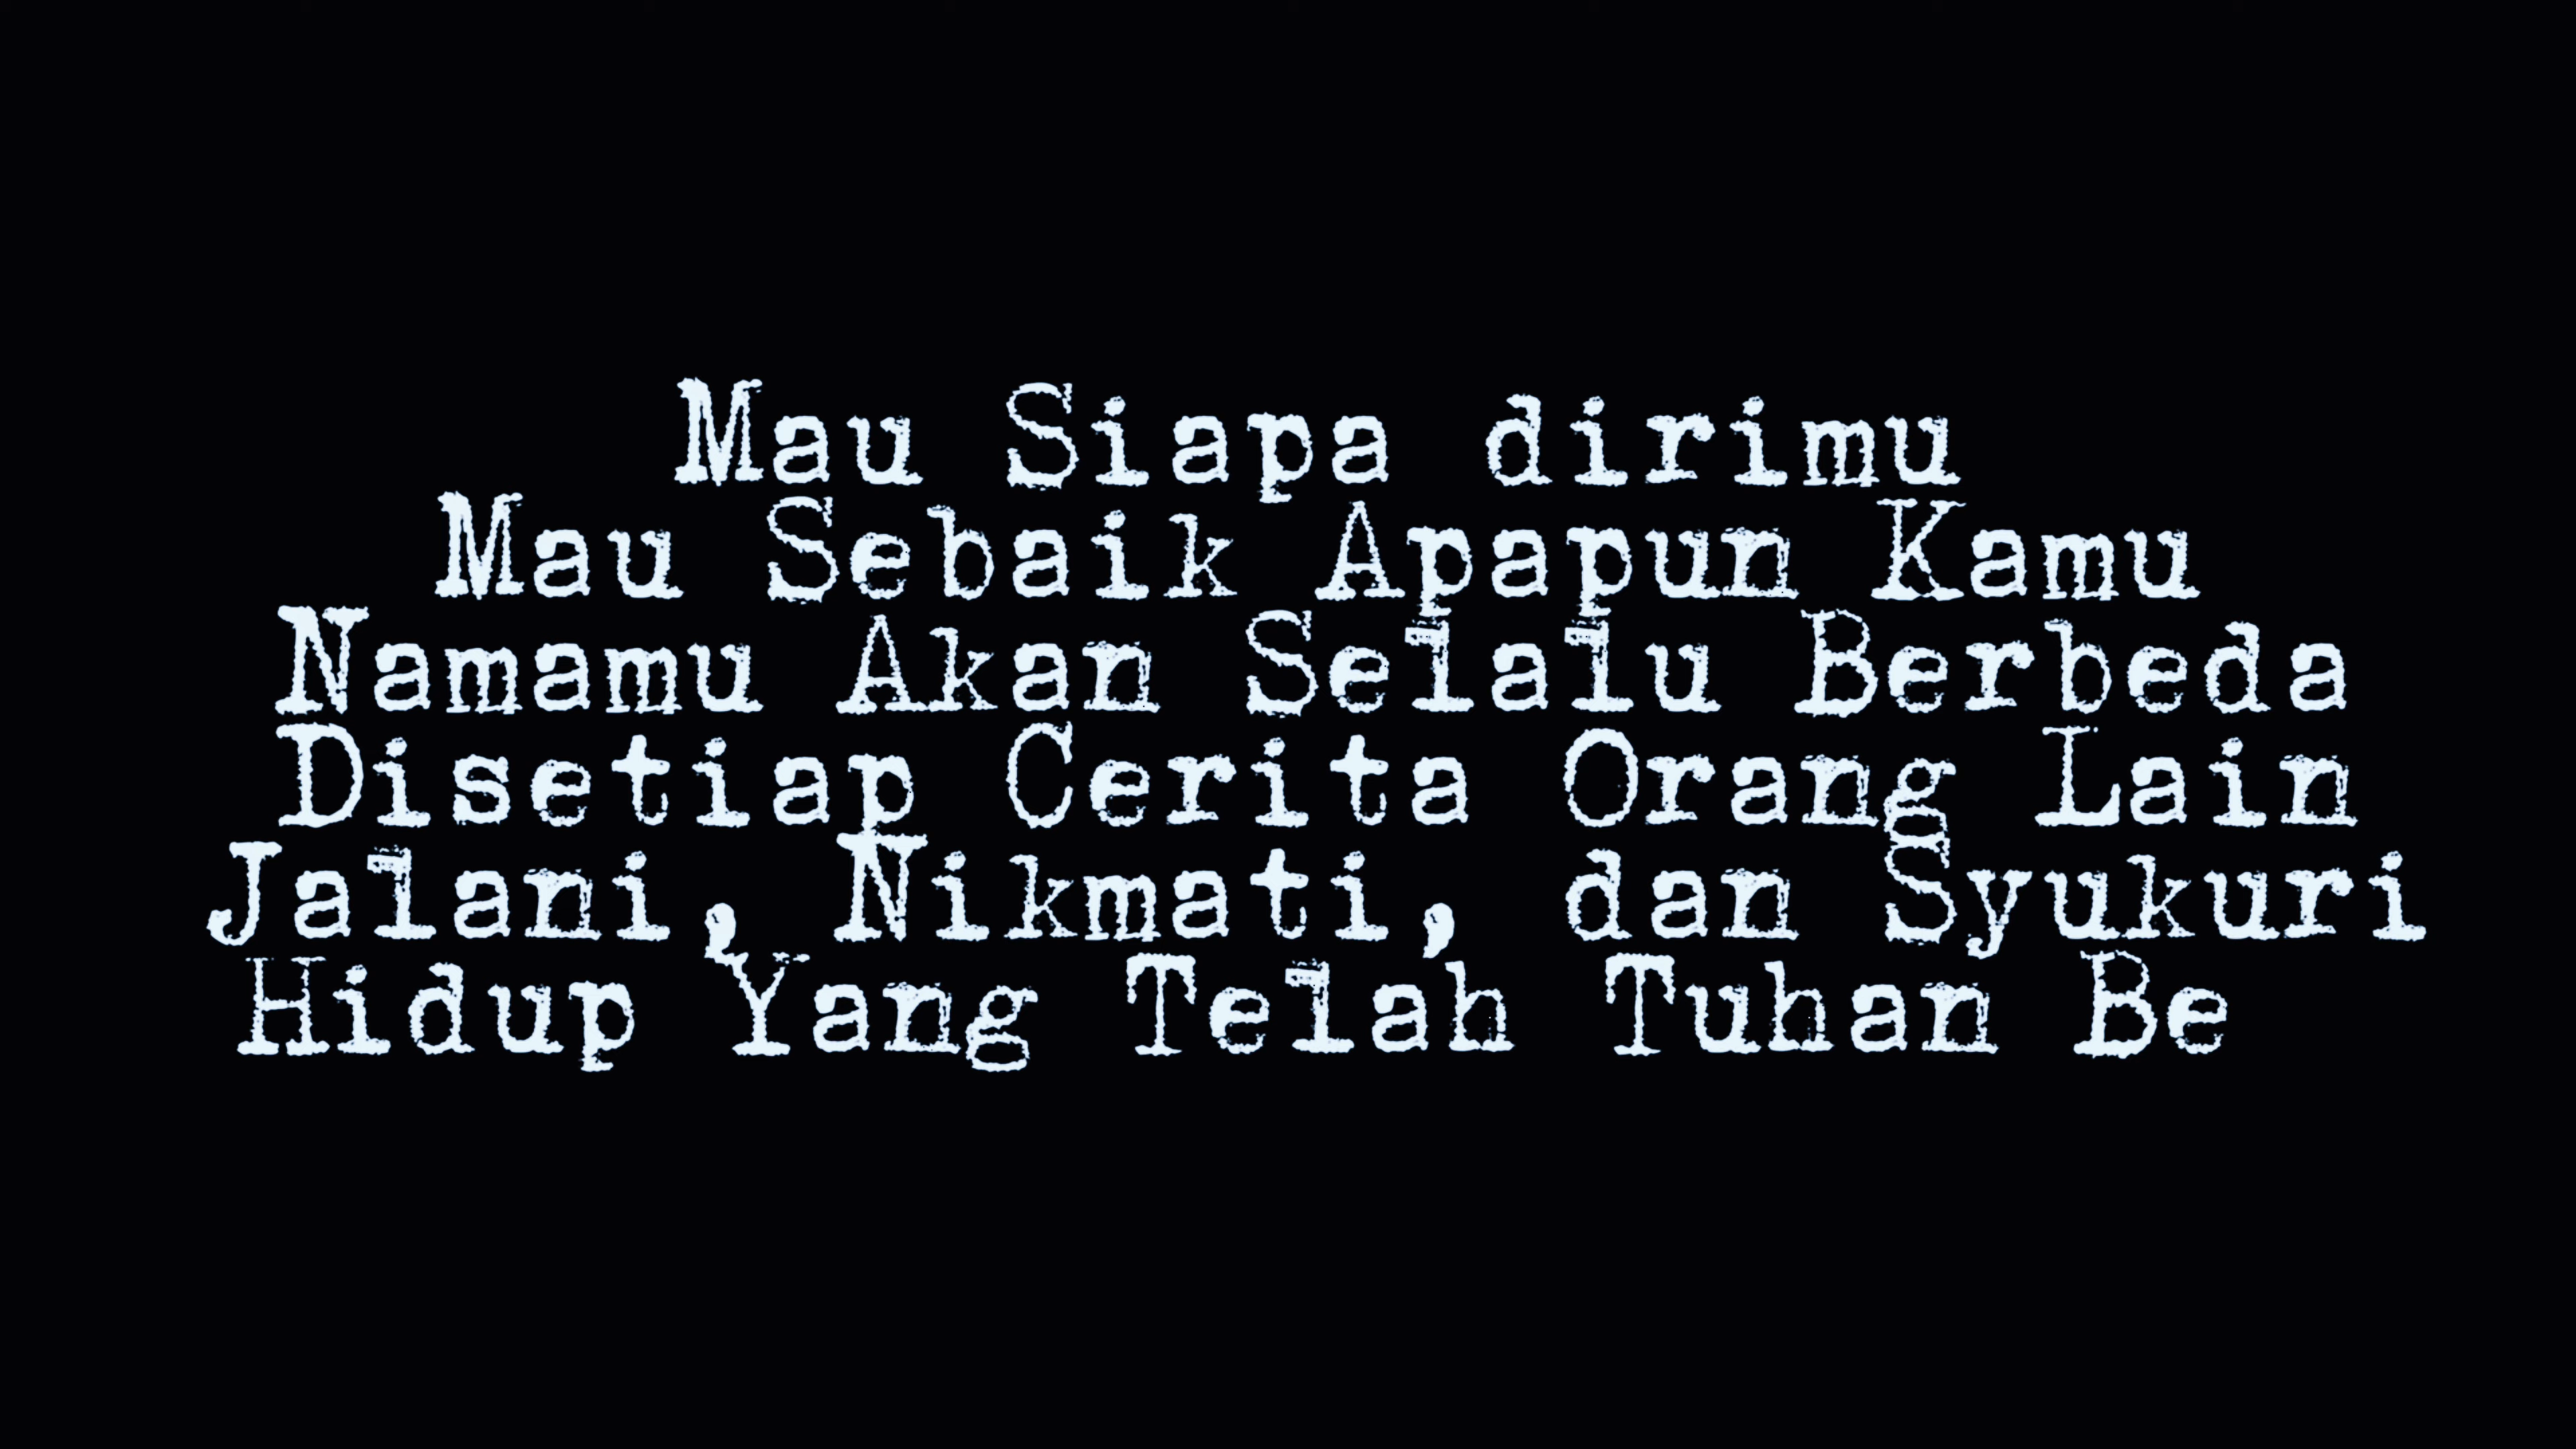 Mau Siapa dirimu
Mau Sebaik Apapun Kamu
Namamu Akan Selalu Berbeda
Disetiap Cerita Orang Lain
Jalani, Nikmati, dan Syukuri
Hidup Yang Telah Tuhan Be